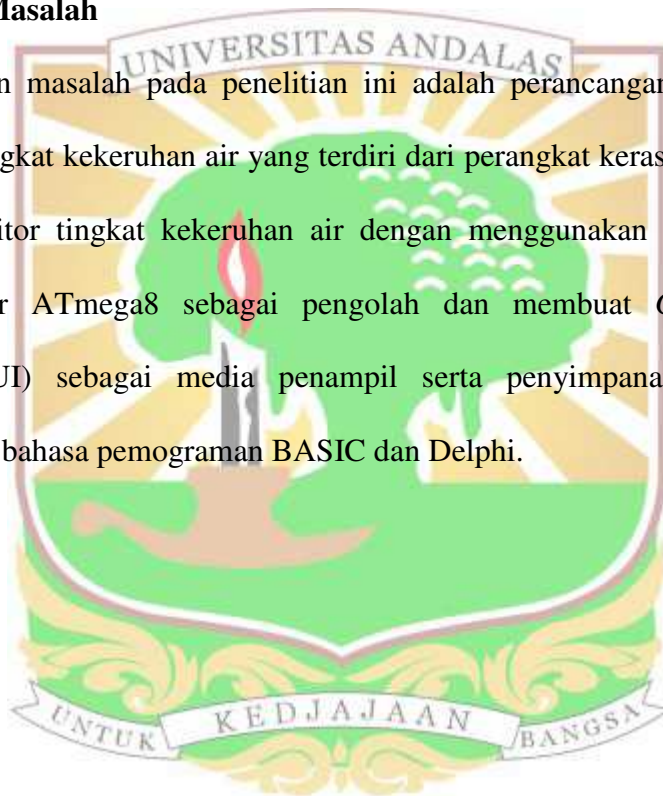 Masalah
UNIVERSITAS ANDALAS
n masalah pada penelitian ini adalah perancangan
gkat kekeruhan air yang terdiri dari perangkat keras
itor tingkat kekeruhan air dengan menggunakan
r ATmega8 sebagai pengolah dan membuat G
UI) sebagai media penampil serta penyimpana
bahasa pemograman BASIC dan Delphi.
UNTUK KEDJAJAAN BANGSA